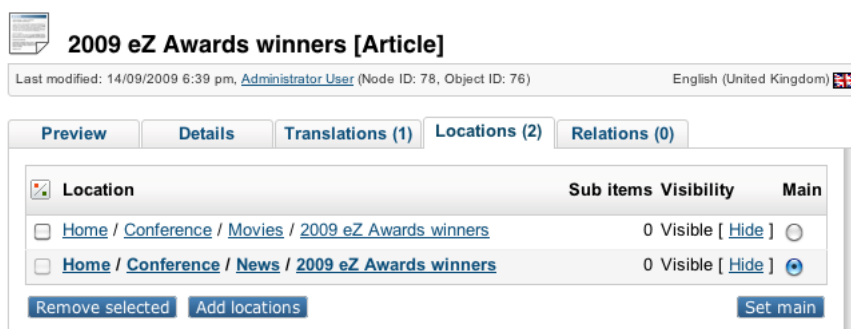 2009 eZ Awards winners [Article]
Last modified: 14/09/2009 6:39 pm, Administrator User (Node ID: 78, Object ID: 76) English (United Kingdom)
Preview Details Translations (1) Locations (2) Relations (0)
Location Sub items Visibility Main
Home / Conference / Movies / 2009 eZ Awards winners 0 Visible [ Hide ]
Home / Conference / News / 2009 eZ Awards winners 0 Visible [ Hide ]
Remove selected Add locations Set main